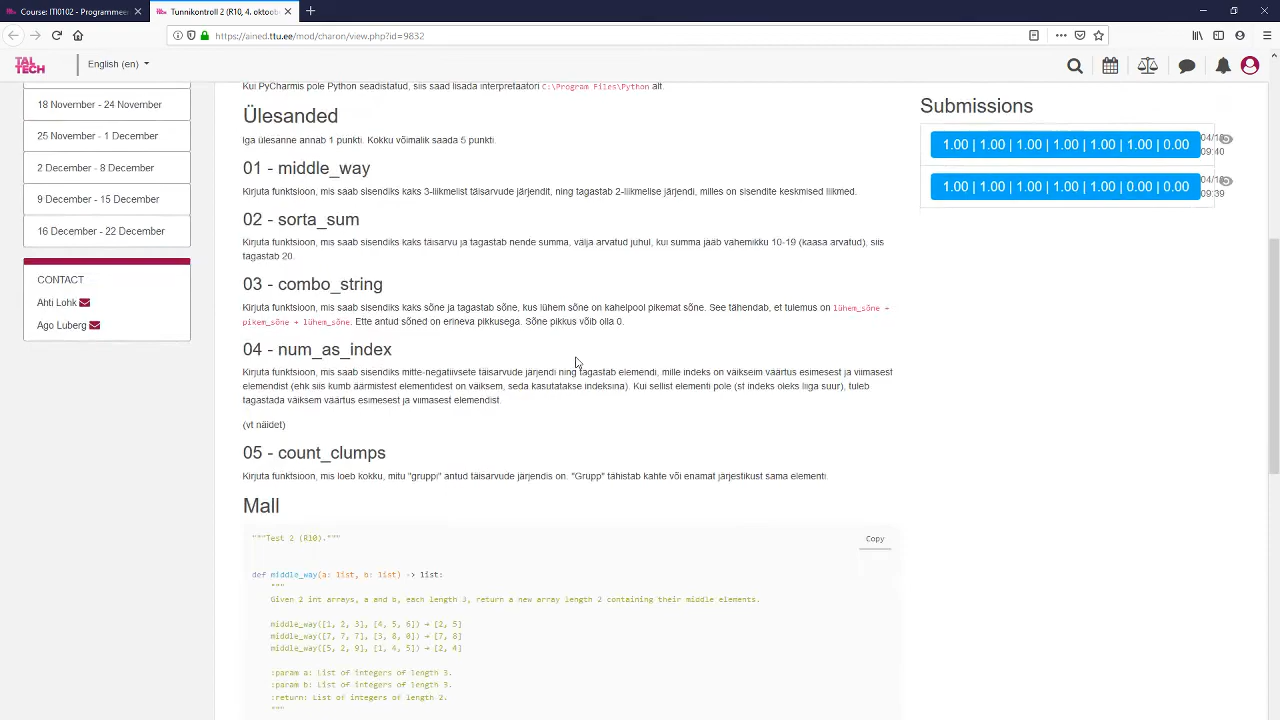 Course: ITI0102 - Programmeer
Tunnikontroll 2 (R10, 4. oktoob
https://ained.ttu.ee/mod/charon/view.php?id=9832
TAL TECH
English (en)
18 November - 24 November
25 November - 1 December
2 December - 8 December
9 December - 15 December
16 December - 22 December
CONTACT
Ahti Lohk
Ago Luberg
Kui PyCharmis pole Python seadistatud, siis saad lisada interpretaatori C:\Program Files\Python alt.
Ülesanded
Iga ülesanne annab 1 punkti. Kokku võimalik saada 5 punkti.
01 - middle_way
Kirjuta funktsioon, mis saab sisendiks kaks 3-liikmelist täisarvude järjendit, ning tagastab 2-liikmelise järjendi, milles on sisendite keskmised liikmed.
02 - sorta_sum
Kirjuta funktsioon, mis saab sisendiks kaks täisarvu ja tagastab nende summa, välja arvatud juhul, kui summa jääb vahemikku 10-19 (kaasa arvatud), siis
tagastab 20.
03 - combo_string
Kirjuta funktsioon, mis saab sisendiks kaks sõne ja tagastab sõne, kus lühem sõne on kahelpool pikemat sõne. See tähendab, et tulemus on lühem_sõne +
pikem_sõne + lühem_sõne. Ette antud sõned on erineva pikkusega. Sõne pikkus võib olla 0.
04 - num_as_index
Kirjuta funktsioon, mis saab sisendiks mitte-negatiivsete täisarvude järjendi ning tagastab elemendi, mille indeks on väiksem väärtus esimesest ja viimasest
elemendist (ehk siis kumb äärmistest elementidest on väiksem, seda kasutatakse indeksina). Kui sellist elementi pole (st indeks oleks liiga suur), tuleb
tagastada väiksem väärtus esimesest ja viimasest elemendist.
(vt näidet)
05 - count_clumps
Kirjuta funktsioon, mis loeb kokku, mitu "gruppi" antud täisarvude järjendis on. "Grupp" tähistab kahte või enamat järjestikust sama elementi.
Mall
Copy
"""Test 2 (R10)."""
def middle_way(a: list, b: list) -> list:
"""
Given 2 int arrays, a and b, each length 3, return a new array length 2 containing their middle elements.
middle_way([1, 2, 3], [4, 5, 6]) → [2, 5]
middle_way([7, 7, 7], [3, 8, 0]) → [7, 8]
middle_way([5, 2, 9], [1, 4, 5]) → [2, 4]
:param a: List of integers of length 3.
:param b: List of integers of length 3.
:return: List of integers of length 2.
"""
Submissions
1.00 | 1.00 | 1.00 | 1.00 | 1.00 | 1.00 | 0.00
09:40
1.00 | 1.00 | 1.00 | 1.00 | 1.00 | 0.00 | 0.00
09:39